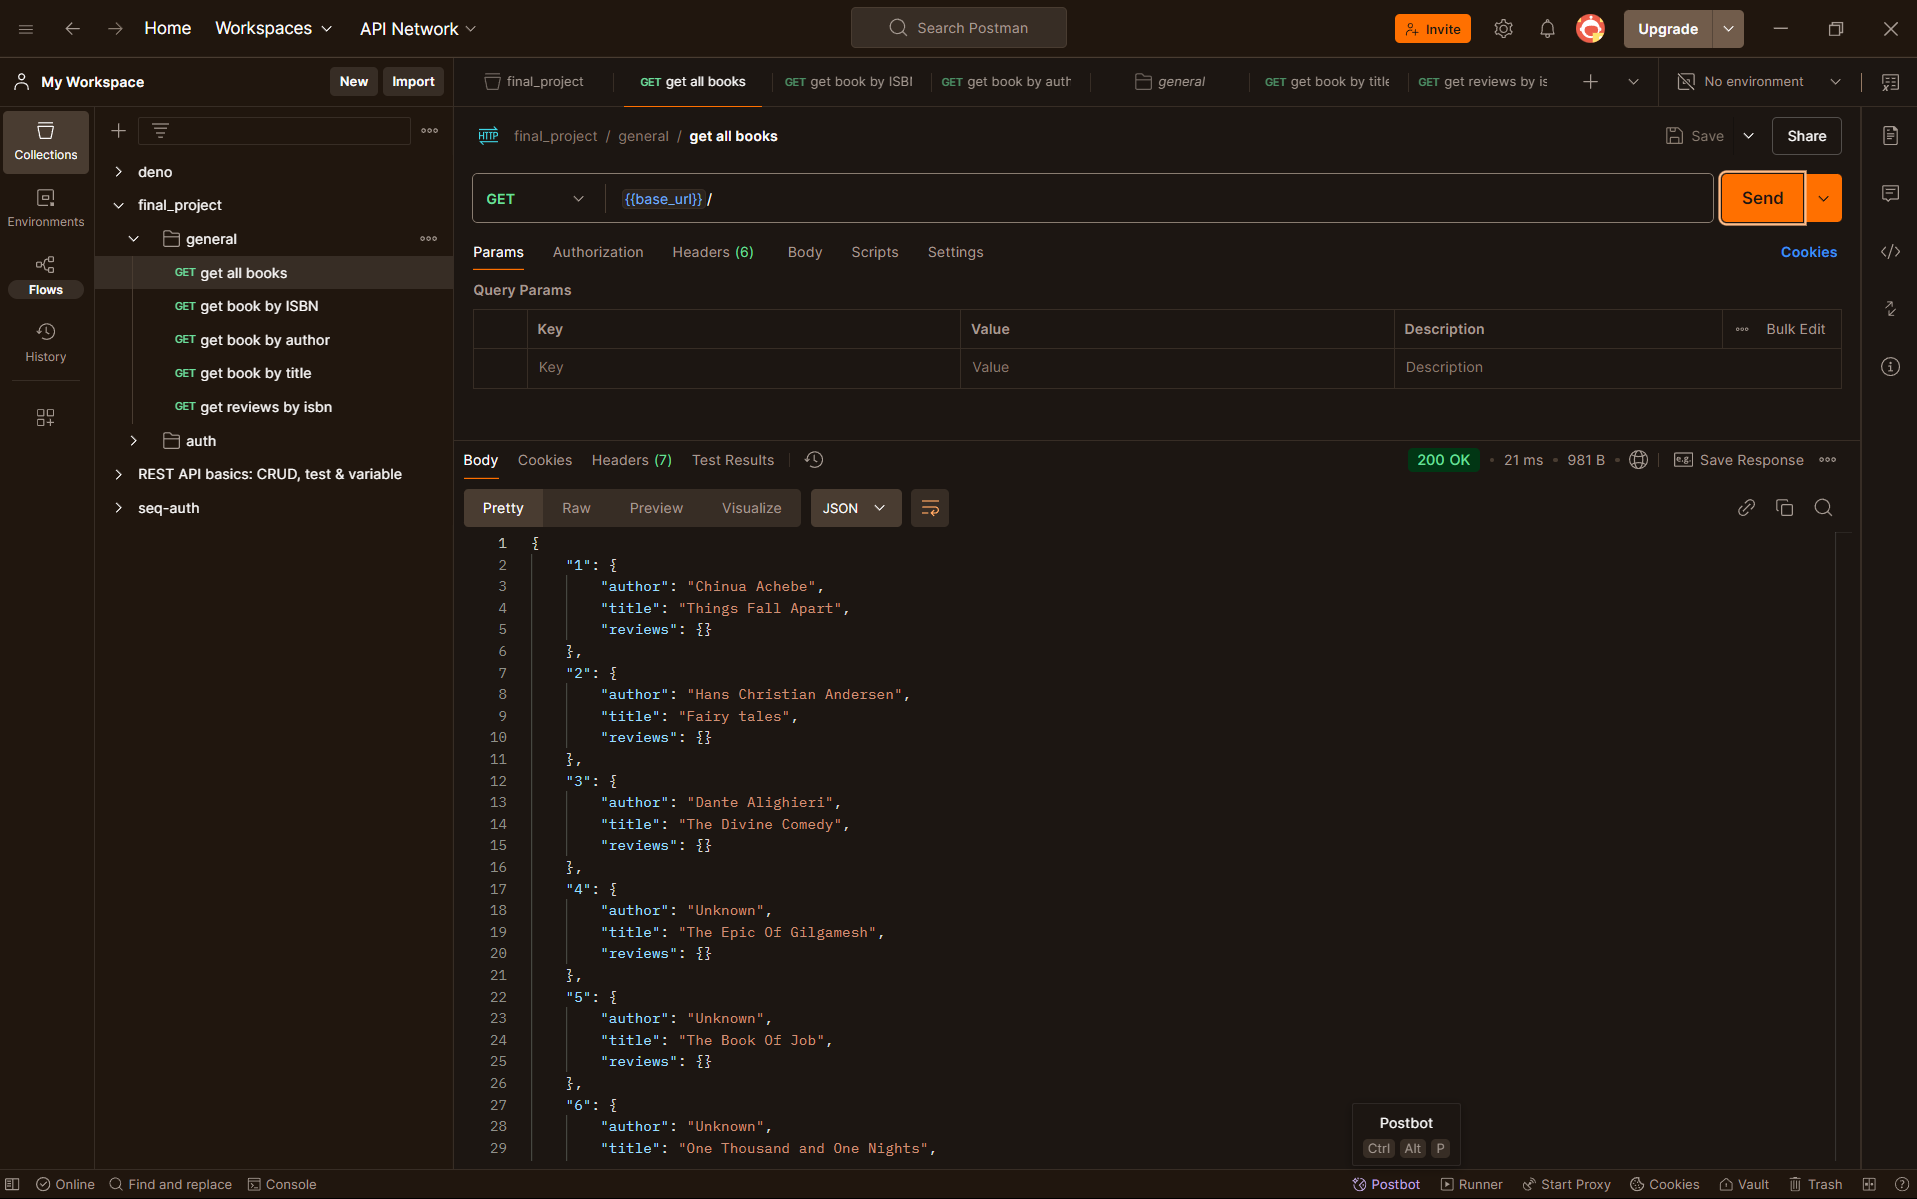 Home Workspaces API Network Search Postman Invite Upgrade
My Workspace New Import final_project GET get all books GET get book by ISBI GET get book by auth general GET get book by title GET get reviews by is No environment
Collections
Environments
Flows
History
deno
final_project
general
GET get all books
GET get book by ISBN
GET get book by author
GET get book by title
GET get reviews by isbn
auth
REST API basics: CRUD, test & variable
seq-auth
HTTP final_project / general / get all books Save Share
GET {{base_url}}/ Send
Params Authorization Headers (6) Body Scripts Settings Cookies
Query Params
Key Value Description Bulk Edit
Key Value Description
Body Cookies Headers (7) Test Results 200 OK 21 ms 981 B e.g. Save Response
Pretty Raw Preview Visualize JSON
1 {
2 "1": {
3 "author": "Chinua Achebe",
4 "title": "Things Fall Apart",
5 "reviews": {}
6 },
7 "2": {
8 "author": "Hans Christian Andersen",
9 "title": "Fairy tales",
10 "reviews": {}
11 },
12 "3": {
13 "author": "Dante Alighieri",
14 "title": "The Divine Comedy",
15 "reviews": {}
16 },
17 "4": {
18 "author": "Unknown",
19 "title": "The Epic Of Gilgamesh",
20 "reviews": {}
21 },
22 "5": {
23 "author": "Unknown",
24 "title": "The Book Of Job",
25 "reviews": {}
26 },
27 "6": {
28 "author": "Unknown",
29 "title": "One Thousand and One Nights",
Postbot
Ctrl Alt P
Online Find and replace Console Postbot Runner Start Proxy Cookies Vault Trash